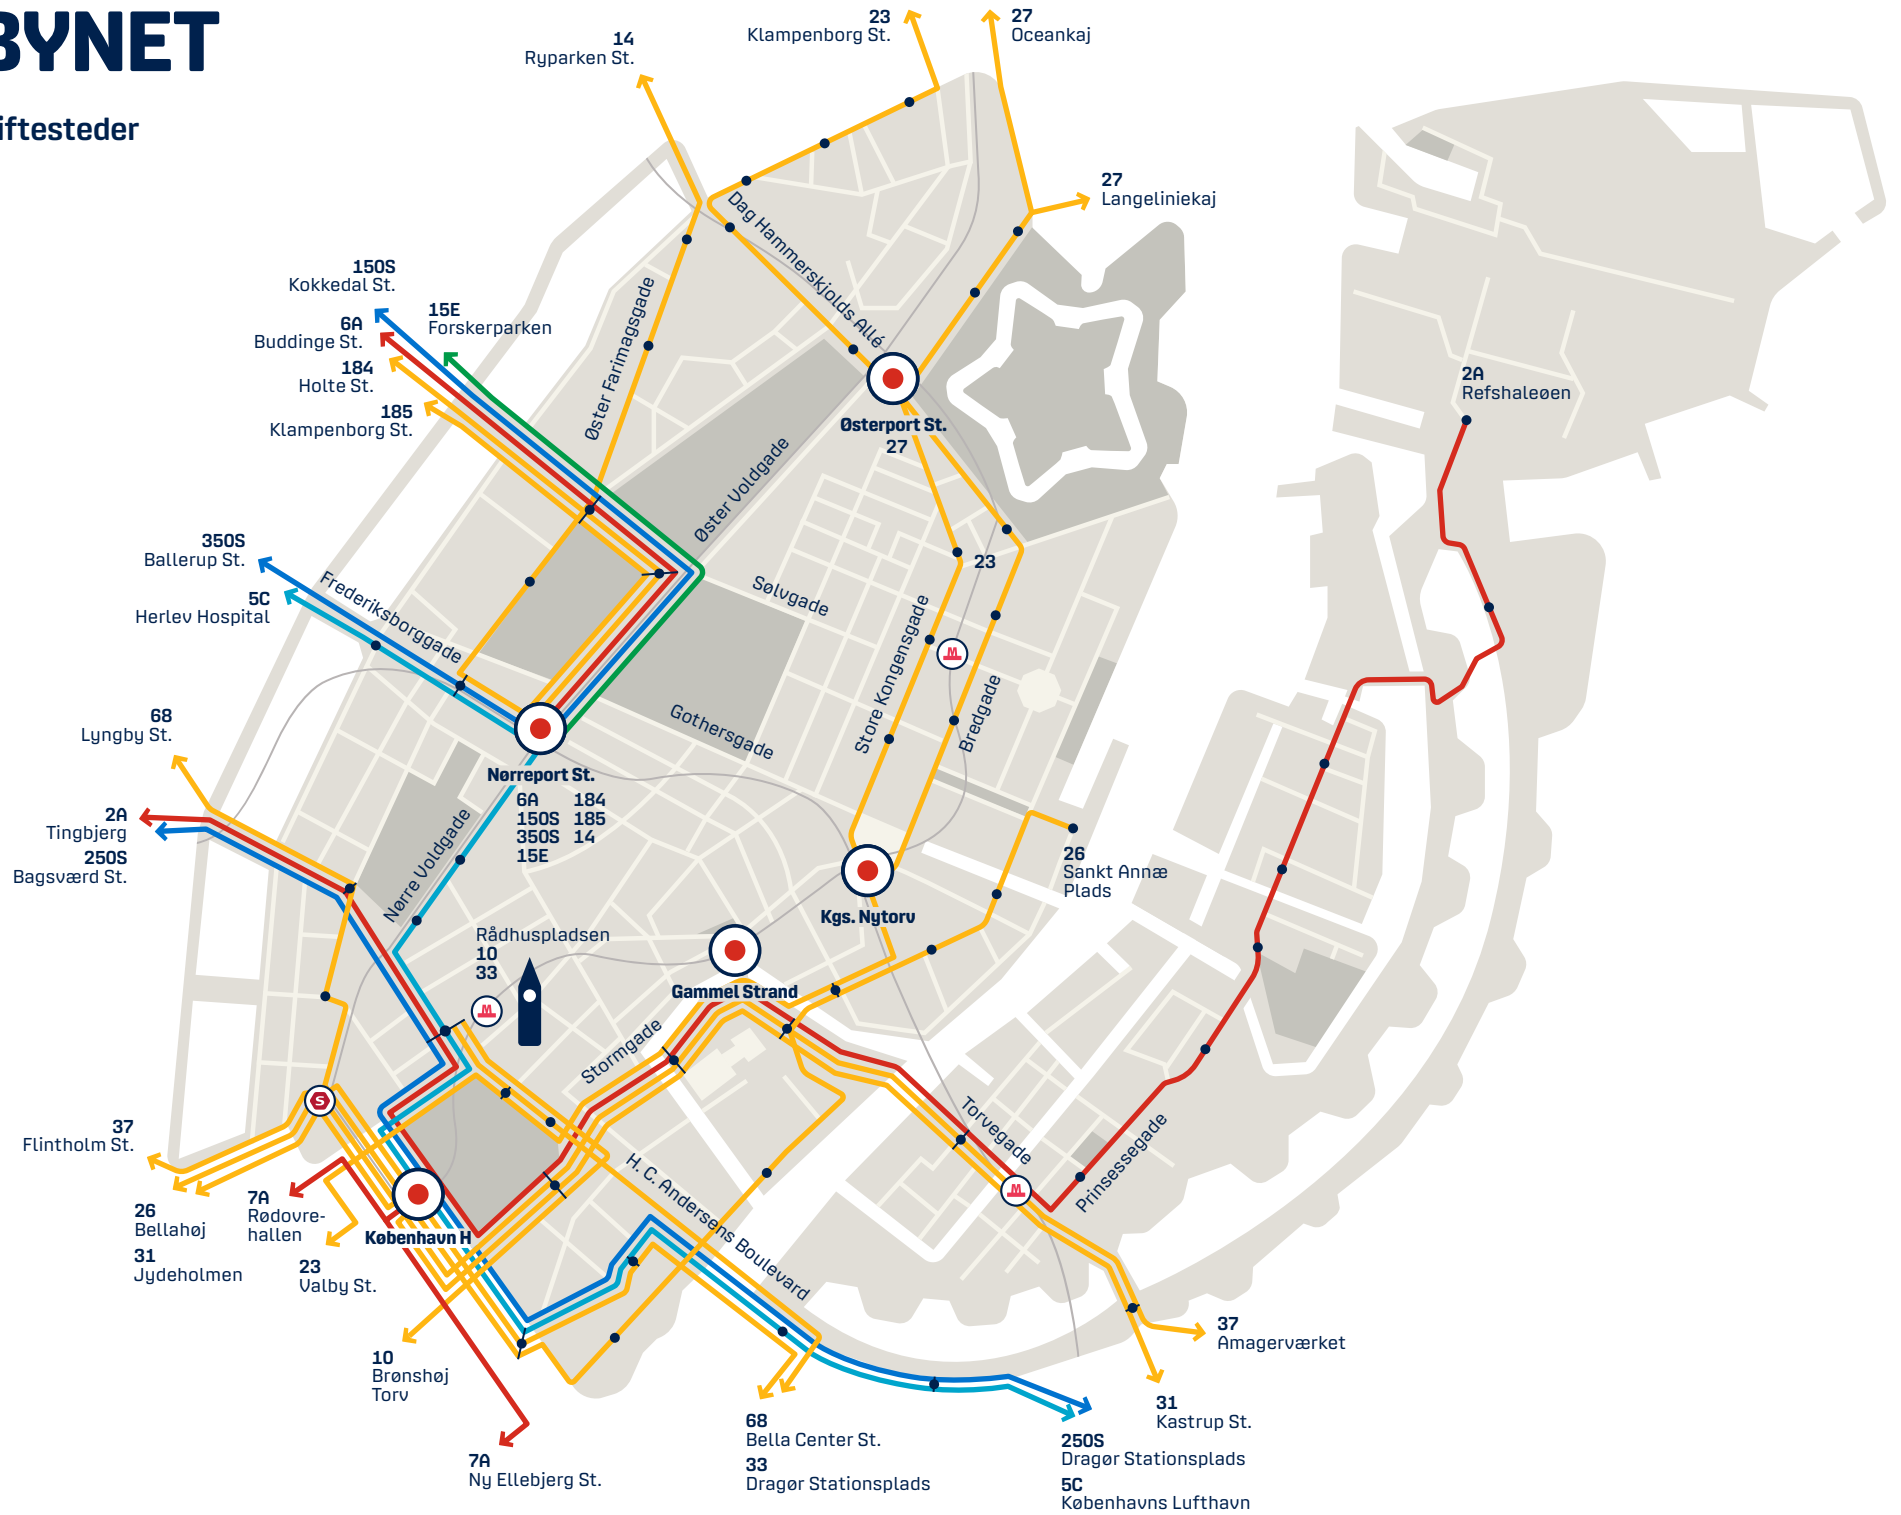 BYNET
iftesteder
23
Klampenborg St.
27
Oceankaj
14
Ryparken St.
27
Langeliniekaj
Dag Hammerskjolds Allé
150S
Kokkedal St.
15E
Forskerparken
6A
Buddinge St.
184
Holte St.
185
Klampenborg St.
Øster Farimagsgade
Østerport St.
27
2A
Refshaleøen
Øster Voldgade
350S
Ballerup St.
5C
Herlev Hospital
Frederiksborggade
23
Sølvgade
Store Kongensgade
Bredgade
Gothersgade
68
Lyngby St.
Nørreport St.
6A 184
150S 185
350S 14
15E
2A
Tingbjerg
250S
Bagsværd St.
Nørre Voldgade
26
Sankt Annæ
Plads
Kgs. Nytorv
Rådhuspladsen
10
33
M
M
Gammel Strand
Stormgade
S
Torvegade
Prinsessegade
M
37
Flintholm St.
26
Bellahøj
31
Jydeholmen
7A
Rødovre-
hallen
23
Valby St.
København H
H. C. Andersens Boulevard
10
Brønshøj
Torv
7A
Ny Ellebjerg St.
68
Bella Center St.
33
Dragør Stationsplads
37
Amagerværket
31
Kastrup St.
250S
Dragør Stationsplads
5C
Københavns Lufthavn